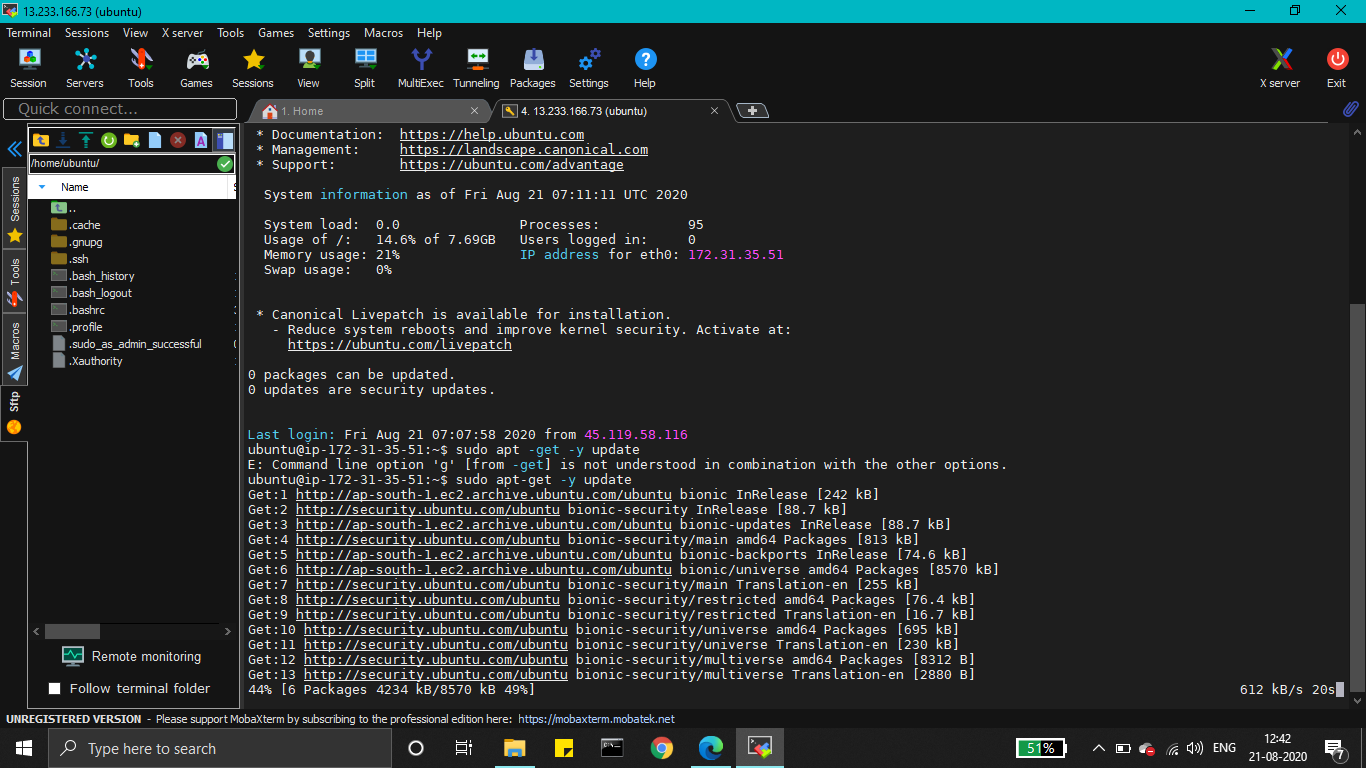 13.233.166.73 (ubuntu)
Terminal Sessions View X server Tools Games Settings Macros Help
Session Servers Tools Games Sessions View Split MultiExec Tunneling Packages Settings Help X server Exit
Quick connect...
1. Home
4. 13.233.166.73 (ubuntu)
/home/ubuntu/
Name
..
.cache
.gnupg
.ssh
.bash_history
.bash_logout
.bashrc
.profile
.sudo_as_admin_successful
.Xauthority
Sessions
Tools
Macros
Sftp
Remote monitoring
Follow terminal folder
* Documentation: https://help.ubuntu.com
* Management: https://landscape.canonical.com
* Support: https://ubuntu.com/advantage
System information as of Fri Aug 21 07:11:11 UTC 2020
System load: 0.0 Processes: 95
Usage of /: 14.6% of 7.69GB Users logged in: 0
Memory usage: 21% IP address for eth0: 172.31.35.51
Swap usage: 0%
* Canonical Livepatch is available for installation.
- Reduce system reboots and improve kernel security. Activate at:
https://ubuntu.com/livepatch
0 packages can be updated.
0 updates are security updates.
Last login: Fri Aug 21 07:07:58 2020 from 45.119.58.116
ubuntu@ip-172-31-35-51:~$ sudo apt -get -y update
E: Command line option 'g' [from -get] is not understood in combination with the other options.
ubuntu@ip-172-31-35-51:~$ sudo apt-get -y update
Get:1 http://ap-south-1.ec2.archive.ubuntu.com/ubuntu bionic InRelease [242 kB]
Get:2 http://security.ubuntu.com/ubuntu bionic-security InRelease [88.7 kB]
Get:3 http://ap-south-1.ec2.archive.ubuntu.com/ubuntu bionic-updates InRelease [88.7 kB]
Get:4 http://security.ubuntu.com/ubuntu bionic-security/main amd64 Packages [813 kB]
Get:5 http://ap-south-1.ec2.archive.ubuntu.com/ubuntu bionic-backports InRelease [74.6 kB]
Get:6 http://ap-south-1.ec2.archive.ubuntu.com/ubuntu bionic/universe amd64 Packages [8570 kB]
Get:7 http://security.ubuntu.com/ubuntu bionic-security/main Translation-en [255 kB]
Get:8 http://security.ubuntu.com/ubuntu bionic-security/restricted amd64 Packages [76.4 kB]
Get:9 http://security.ubuntu.com/ubuntu bionic-security/restricted Translation-en [16.7 kB]
Get:10 http://security.ubuntu.com/ubuntu bionic-security/universe amd64 Packages [695 kB]
Get:11 http://security.ubuntu.com/ubuntu bionic-security/universe Translation-en [230 kB]
Get:12 http://security.ubuntu.com/ubuntu bionic-security/multiverse amd64 Packages [8312 B]
Get:13 http://security.ubuntu.com/ubuntu bionic-security/multiverse Translation-en [2880 B]
44% [6 Packages 4234 kB/8570 kB 49%] 612 kB/s 20s
UNREGISTERED VERSION - Please support MobaXterm by subscribing to the professional edition here: https://mobaxterm.mobatek.net
Type here to search
51%
ENG
12:42
21-08-2020
7